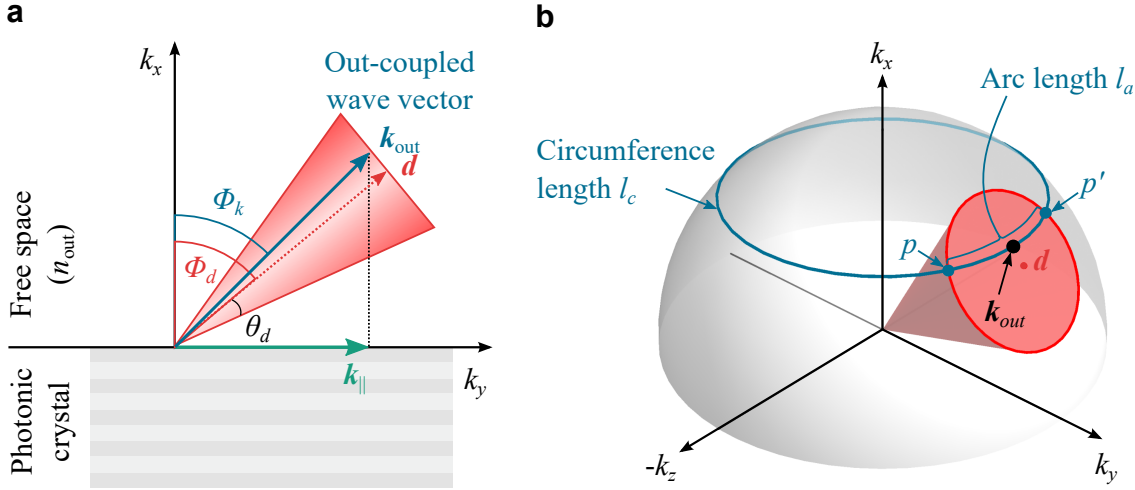 a
k_x
Out-coupled
wave vector
k_out
d
Φ_k
Φ_d
θ_d
Free space
(n_out)
k_||
k_y
Photonic
crystal
b
k_x
Arc length l_a
Circumference
length l_c
p'
p
d
k_out
-k_z
k_y